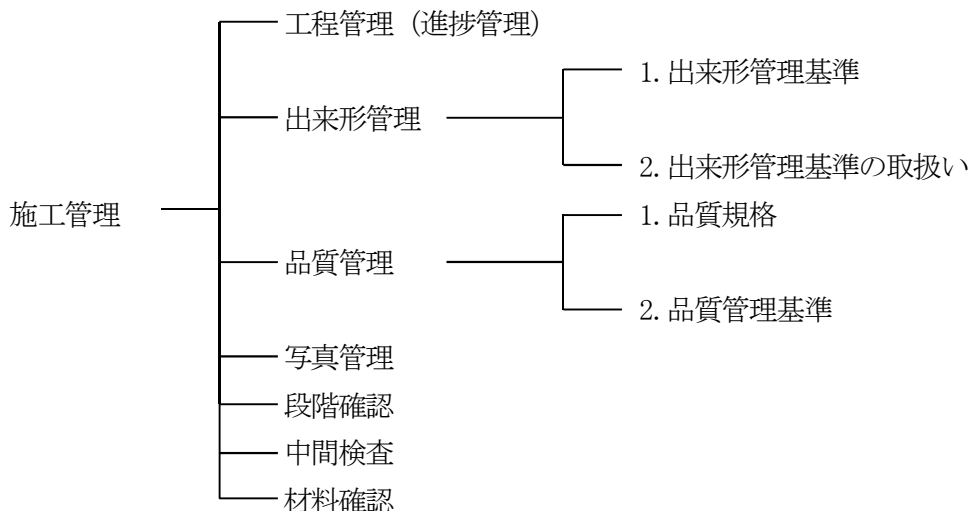 工程管理（進捗管理）
1.出来形管理基準
出来形管理
2.出来形管理基準の取扱い
施工管理
1.品質規格
品質管理
2.品質管理基準
写真管理
段階確認
中間検査
材料確認